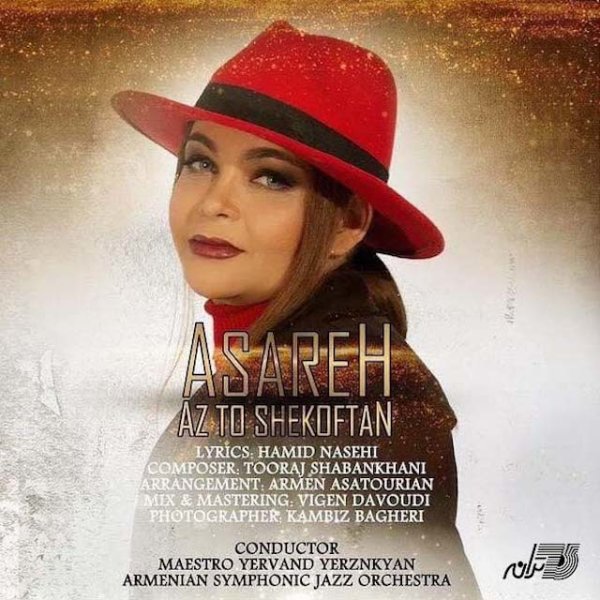 ASAREH
AZ TO SHEKOFTAN
LYRICS: HAMID NASEHI
COMPOSER: TOORAJ SHABANKHANI
ARRANGEMENT: ARMEN ASATOURIAN
MIX & MASTERING: VIGEN DAVOUDI
PHOTOGRAPHER: KAMBIZ BAGHERI
CONDUCTOR
MAESTRO YERVAND YERZNKYAN
ARMENIAN SYMPHONIC JAZZ ORCHESTRA
ترانه